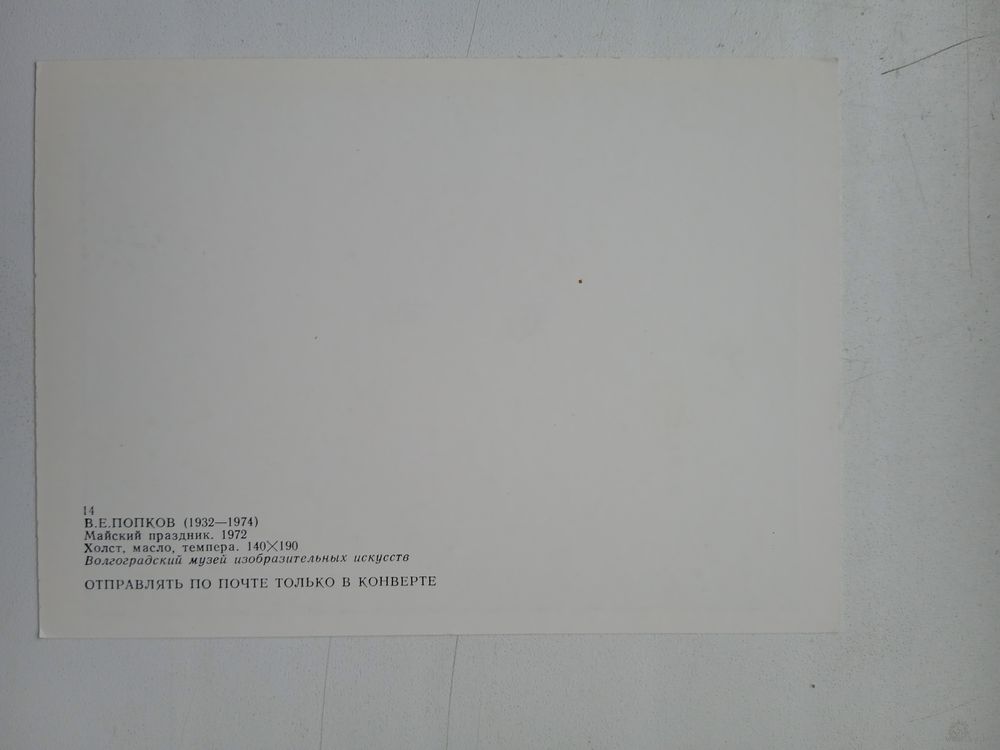 14
В.Е.ПОПКОВ (1932—1974)
Майский праздник. 1972
Холст, масло, темпера. 140×190
Волгоградский музей изобразительных искусств
ОТПРАВЛЯТЬ ПО ПОЧТЕ ТОЛЬКО В КОНВЕРТЕ